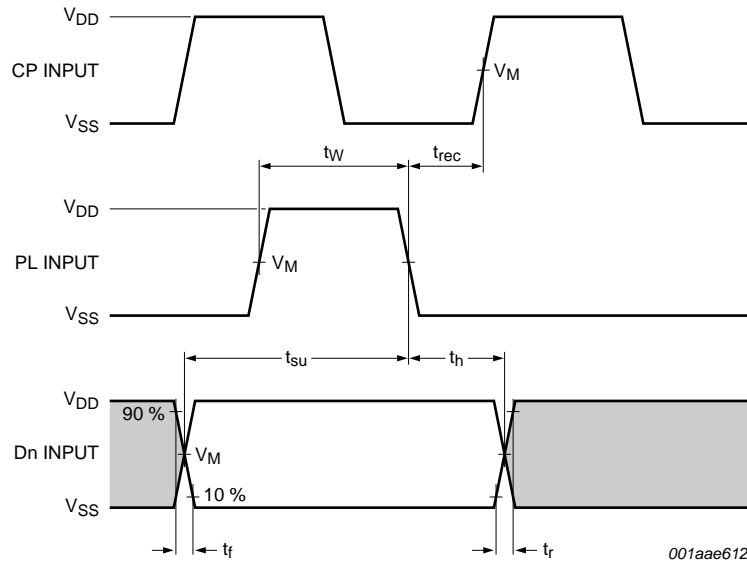 VDD
CP INPUT
VM
VSS
tW
trec
VDD
PL INPUT
VM
VSS
tsu
th
VDD
90 %
Dn INPUT
VM
10 %
VSS
tf
tr
001aae612